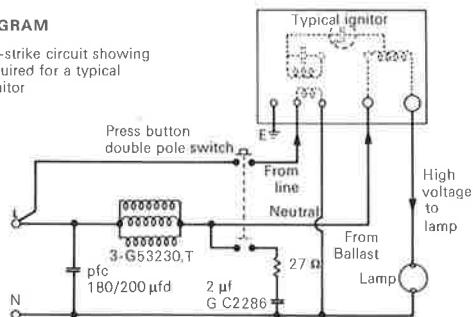 GRAM
-strike circuit showing
uired for a typical
nitor
Typical ignitor
E
Press button
double pole switch
From
line
Neutral
High
voltage
to
lamp
3-G53230,T
From
Ballast
27 Ω
Lamp
L
pfc
180/200 µfd
2 µf
G C2286
N